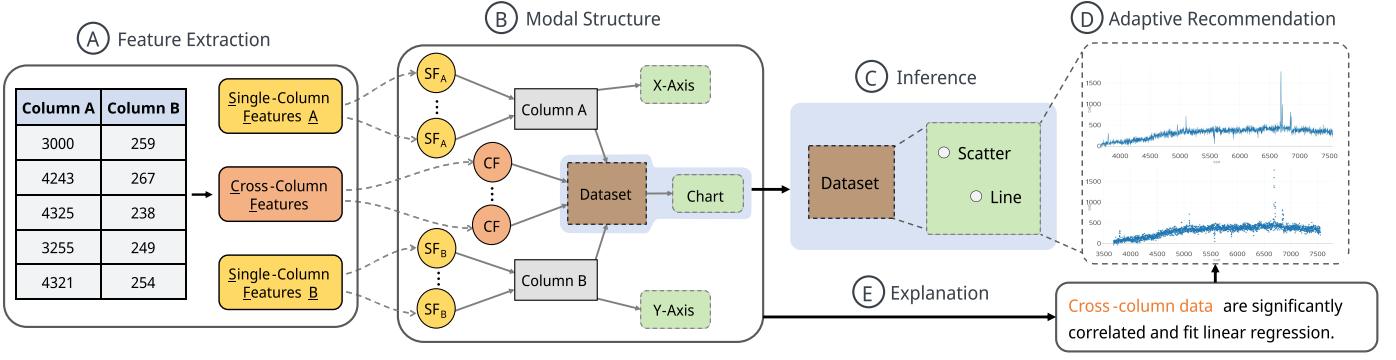 A Feature Extraction
Column A Column B
3000 259
4243 267
4325 238
3255 249
4321 254
Single-Column
Features A
Cross-Column
Features
Single-Column
Features B
B Modal Structure
SFA
SFA
CF
CF
SFB
SFB
Column A
Dataset
Column B
X-Axis
Chart
Y-Axis
C Inference
Dataset
Scatter
Line
D Adaptive Recommendation
1500
1000
500
0
4000 4500 5000 5500 6000 6500 7000 7500
1500
1000
500
0
3500 4000 4500 5000 5500 6000 6500 7000 7500
E Explanation
Cross-column data are significantly
correlated and fit linear regression.